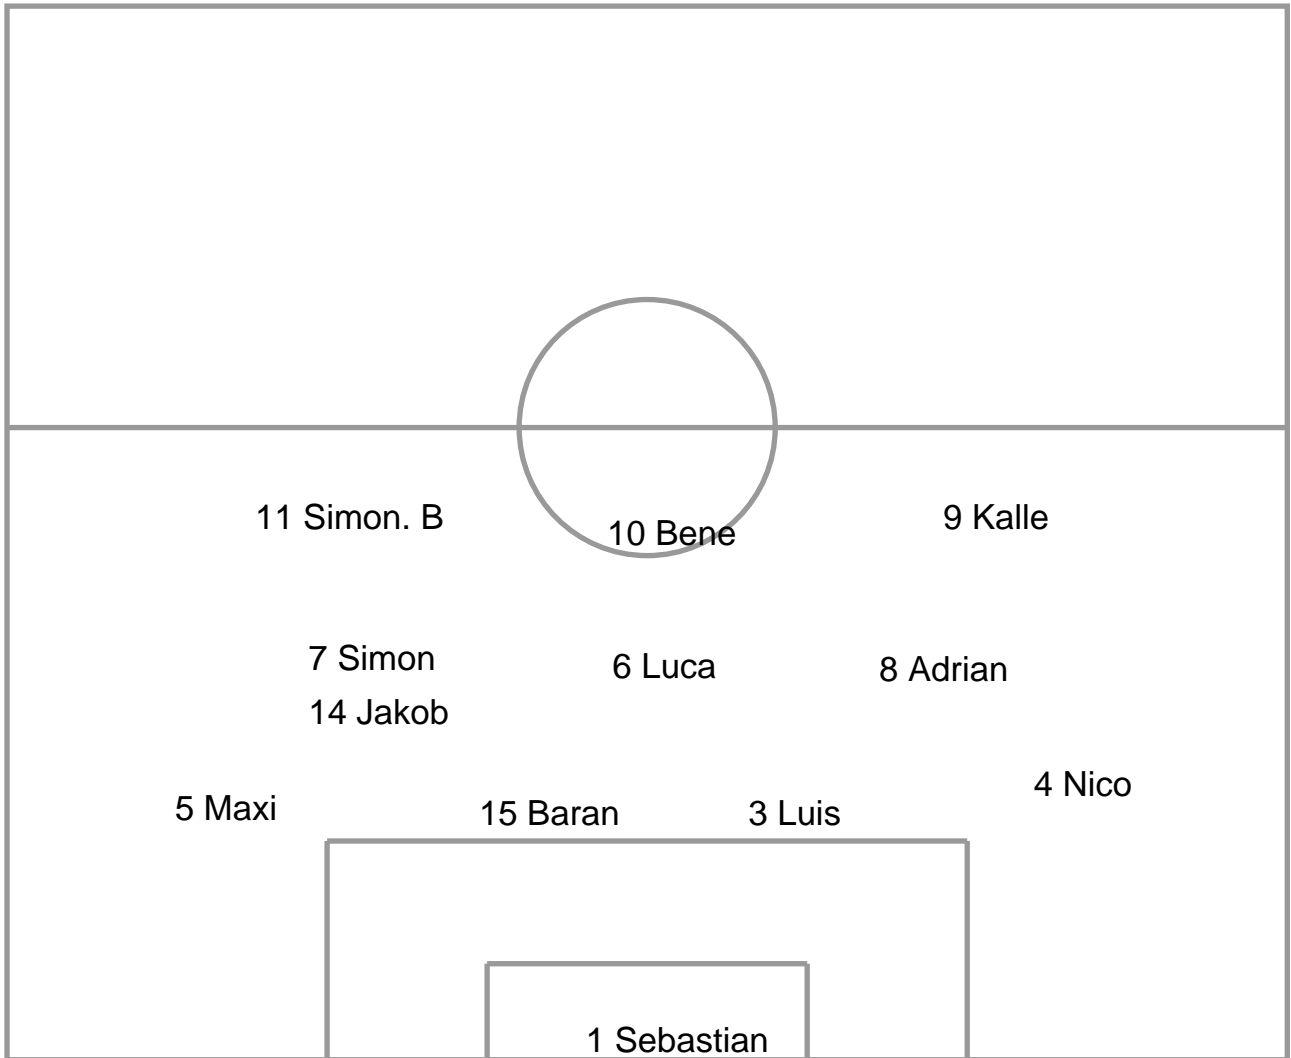 11 Simon. B
10 Bene
9 Kalle
7 Simon
6 Luca
8 Adrian
14 Jakob
5 Maxi
15 Baran
3 Luis
4 Nico
1 Sebastian